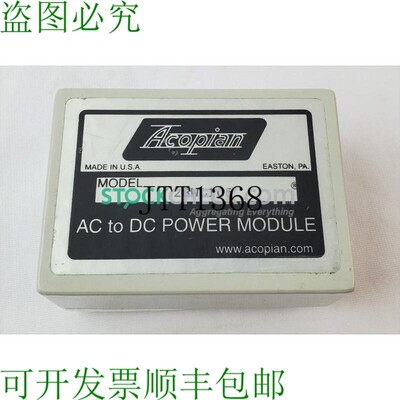 盗图必究
Acopian
MADE IN U.S.A. EASTON, PA.
MODEL
JTT1368
Aggregating Everything
AC to DC POWER MODULE
www.acopian.com
可开发票顺丰包邮